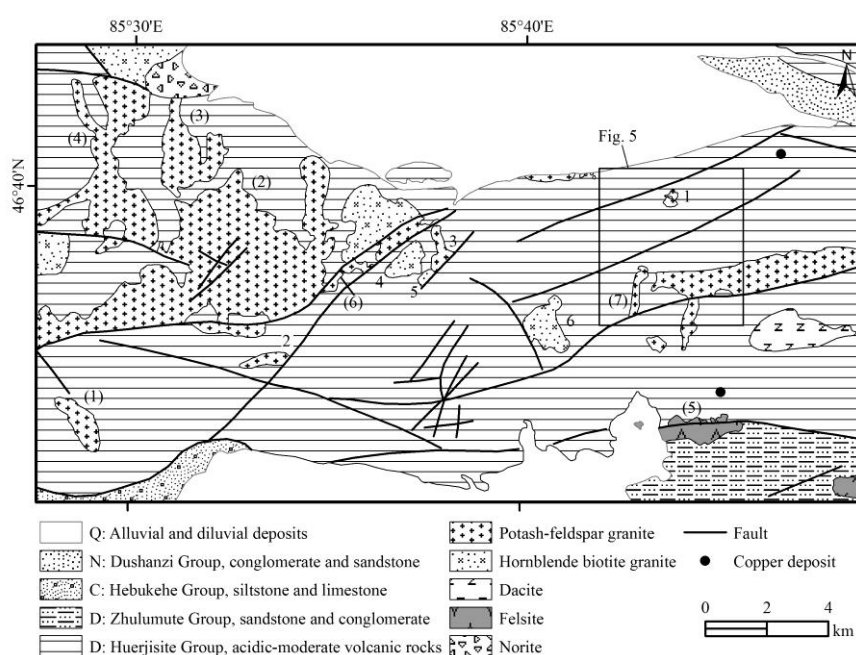 85°30′E
85°40′E
N
Fig. 5
(3)
(4)
46°40′N
(2)
1
3
4
5
(6)
(7)
6
2
(1)
(5)
Q: Alluvial and diluvial deposits
N: Dushanzi Group, conglomerate and sandstone
C: Hebukehe Group, siltstone and limestone
D: Zhulumute Group, sandstone and conglomerate
D: Huerjisite Group, acidic-moderate volcanic rocks
Potash-feldspar granite
Hornblende biotite granite
Dacite
Felsite
Norite
Fault
Copper deposit
0 2 4
km